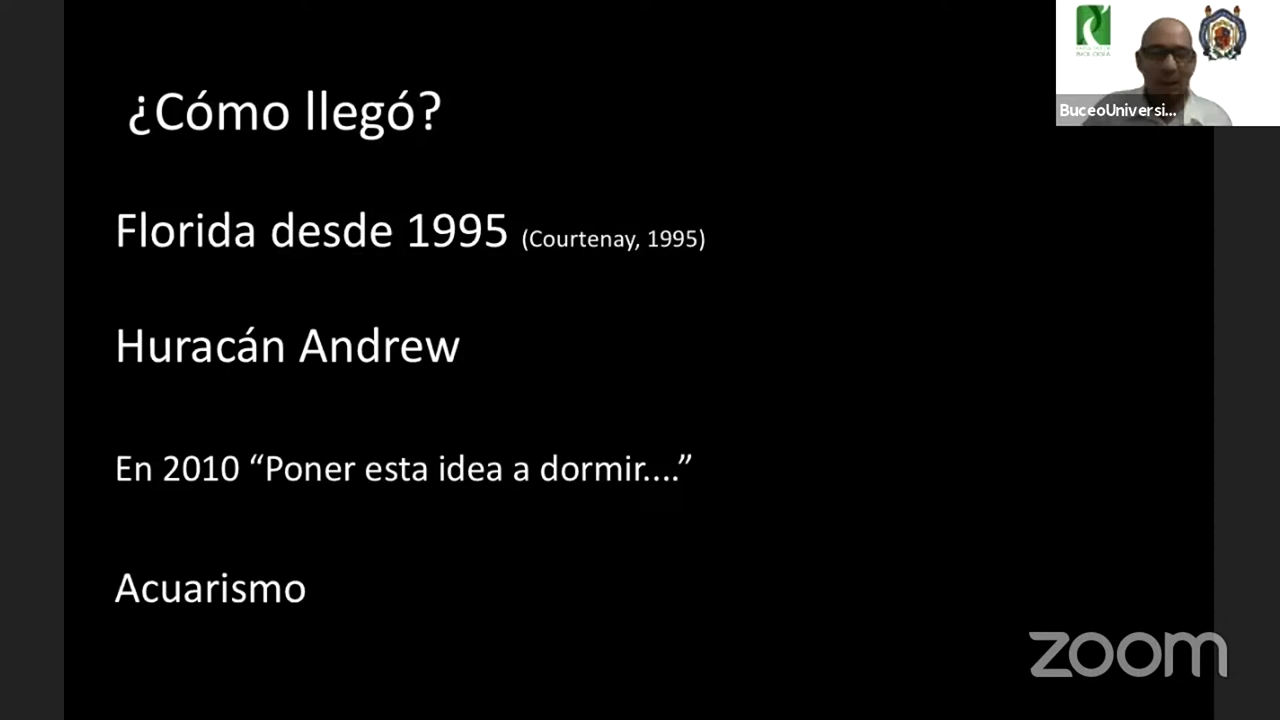 ¿Cómo llegó?
BuceoUniversi...
Florida desde 1995 (Courtenay, 1995)
Huracán Andrew
En 2010 “Poner esta idea a dormir....”
Acuarismo
zoom